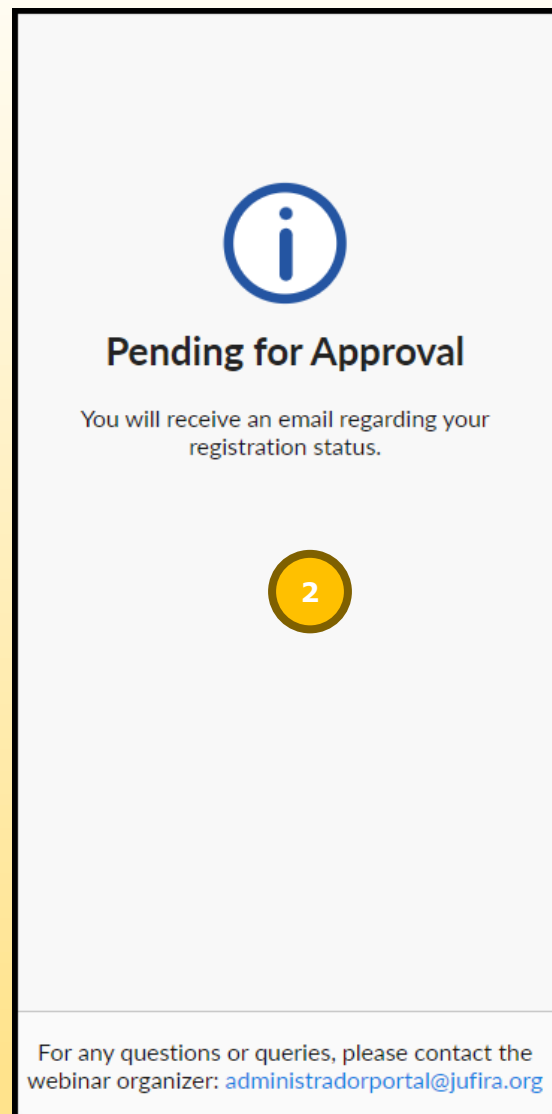 Pending for Approval
You will receive an email regarding your
registration status.
2
For any questions or queries, please contact the
webinar organizer: administradorportal@jufira.org